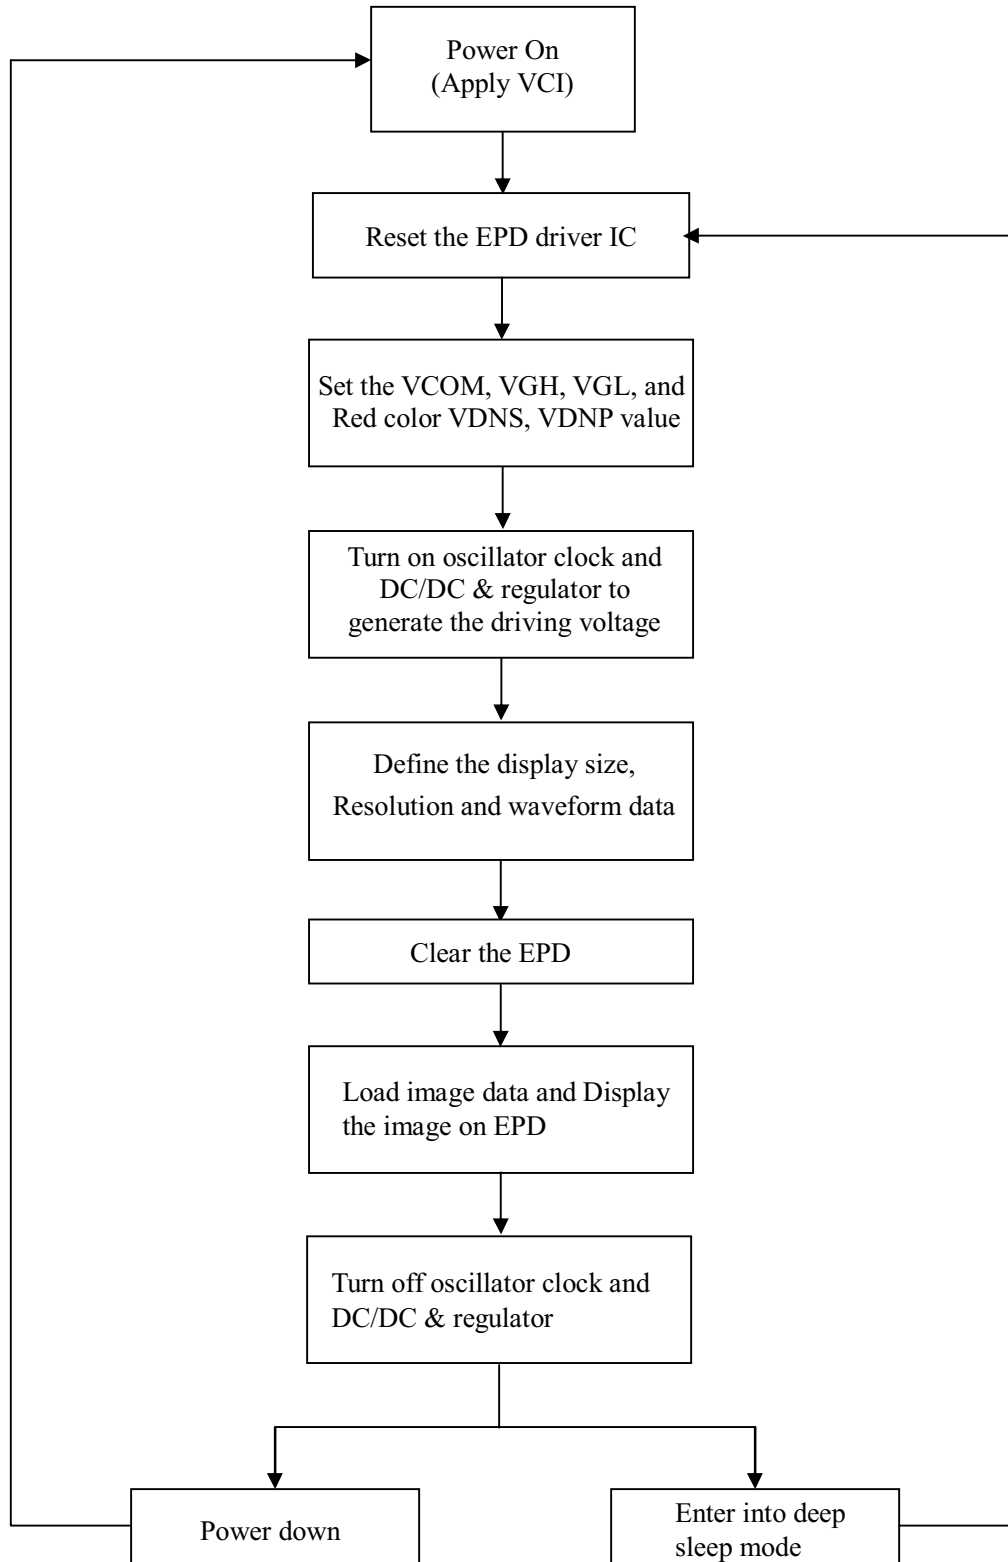 Power On
(Apply VCI)
Reset the EPD driver IC
Set the VCOM, VGH, VGL, and
Red color VDNS, VDNP value
Turn on oscillator clock and
DC/DC & regulator to
generate the driving voltage
Define the display size,
Resolution and waveform data
Clear the EPD
Load image data and Display
the image on EPD
Turn off oscillator clock and
DC/DC & regulator
Power down
Enter into deep
sleep mode